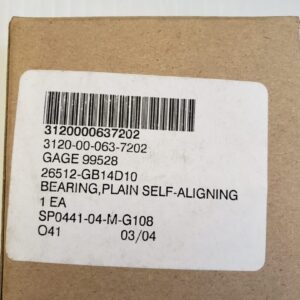 3120000637202
3120-00-063-7202
GAGE 99528
26512-GB14D10
BEARING,PLAIN SELF-ALIGNING
1 EA
SP0441-04-M-G108
O41 03/04